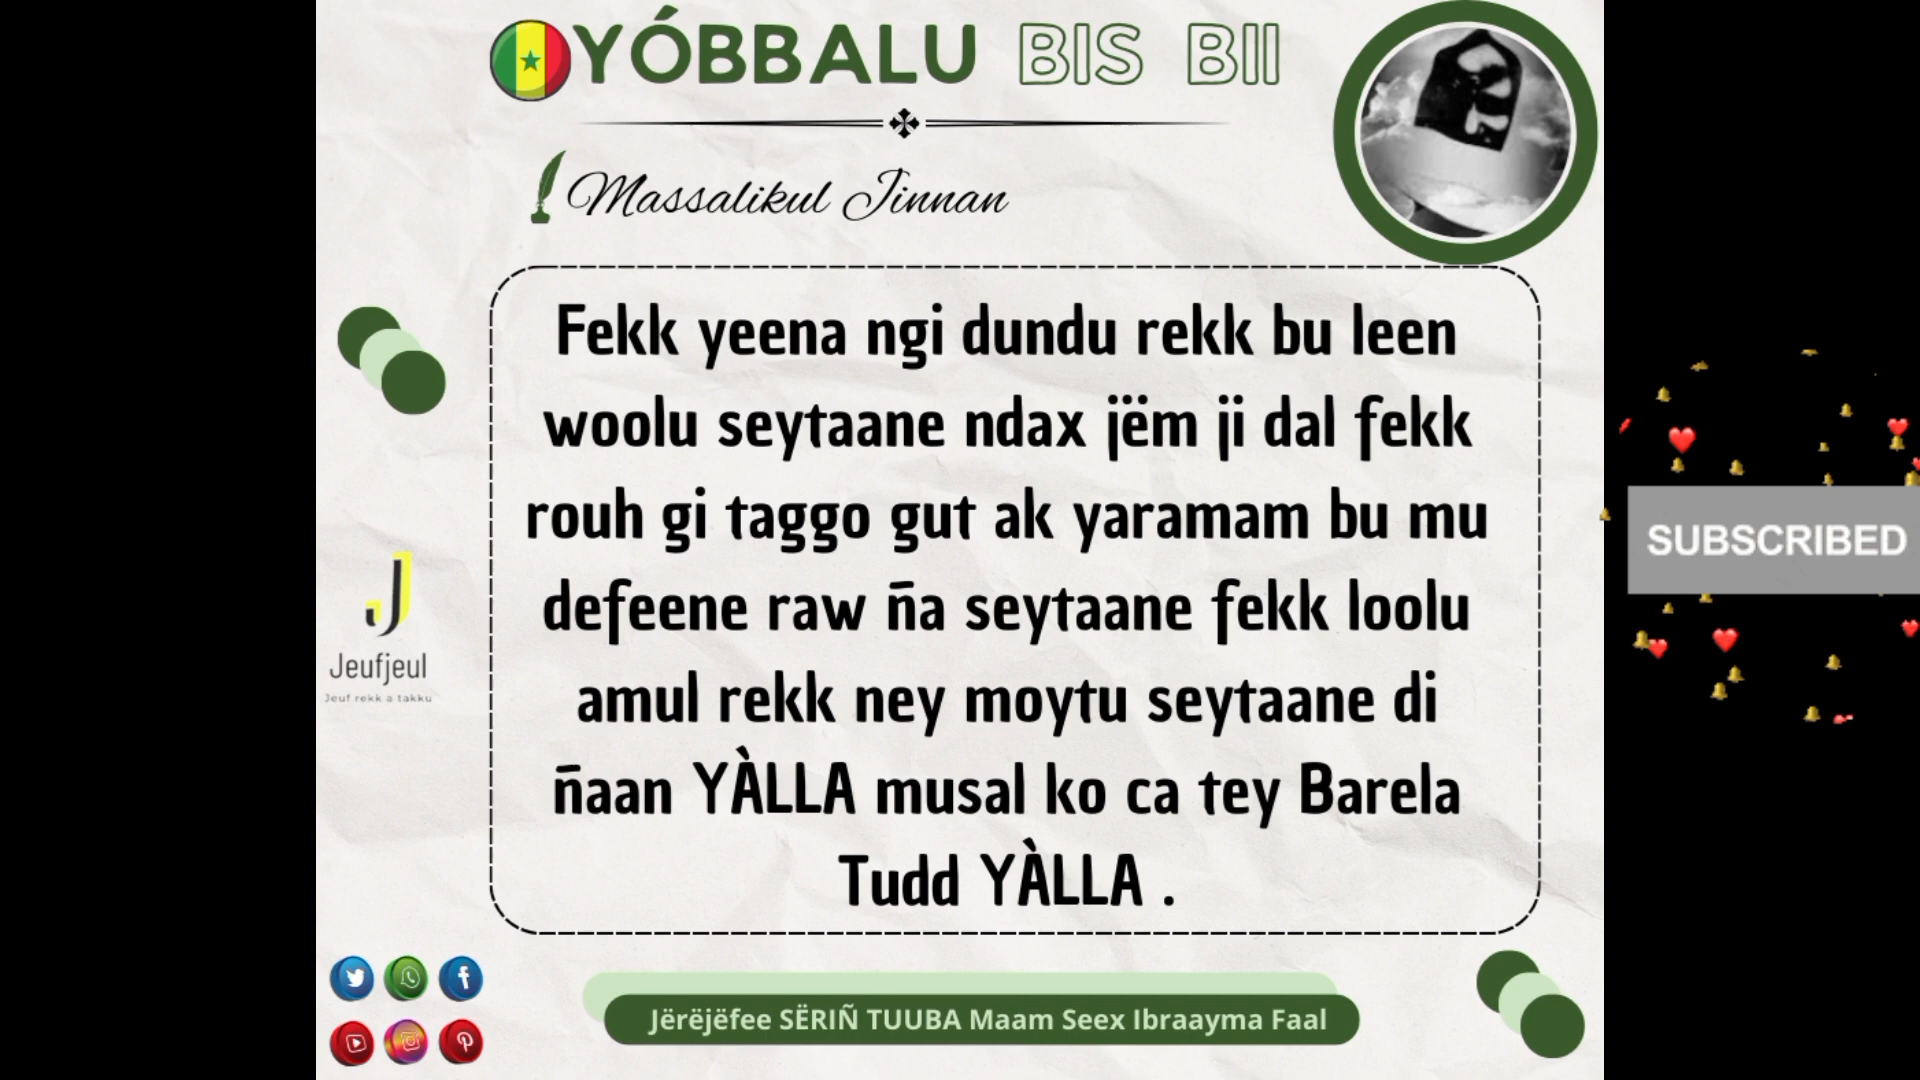 YÓBBALU BIS BII
Massalikul Jinnan
Fekk yeena ngi dundu rekk bu leen
woolu seytaane ndax jëm ji dal fekk
rouh gi taggo gut ak yaramam bu mu
defeene raw ña seytaane fekk loolu
amul rekk ney moytu seytaane di
ñaan YÀLLA musal ko ca tey Barela
Tudd YÀLLA .
SUBSCRIBED
J
Jeufjeul
Jeuf rekk a takku
Jërëjëfee SËRIÑ TUUBA Maam Seex Ibraayma Faal